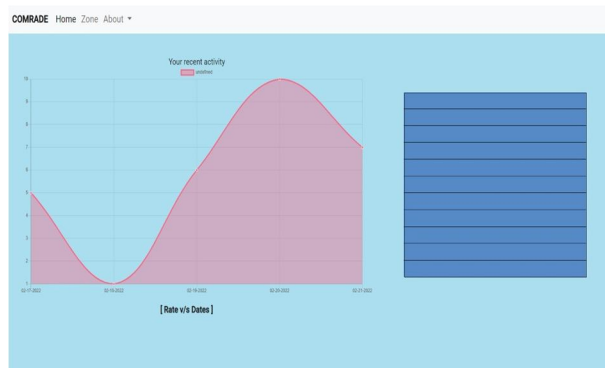 COMRADE Home Zone About
Your recent activity
undefined
10
9
8
7
6
5
4
3
2
1
02-17-2022 02-18-2022 02-19-2022 02-20-2022 02-21-2022
[ Rate v/s Dates ]